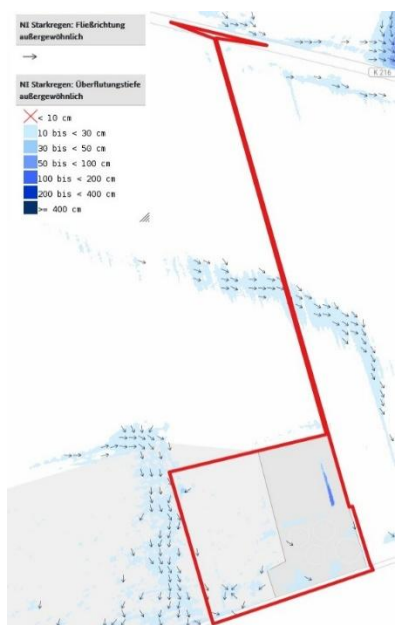 NI Starkregen: Fließrichtung
außergewöhnlich
NI Starkregen: Überflutungstiefe
außergewöhnlich
< 10 cm
10 bis < 30 cm
30 bis < 50 cm
50 bis < 100 cm
100 bis < 200 cm
200 bis < 400 cm
>= 400 cm
K 216